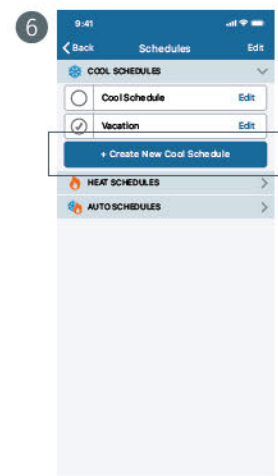 6
9:41
Back Schedules Edit
COOL SCHEDULES
Cool Schedule Edit
Vacation Edit
+ Create New Cool Schedule
HEAT SCHEDULES
AUTO SCHEDULES